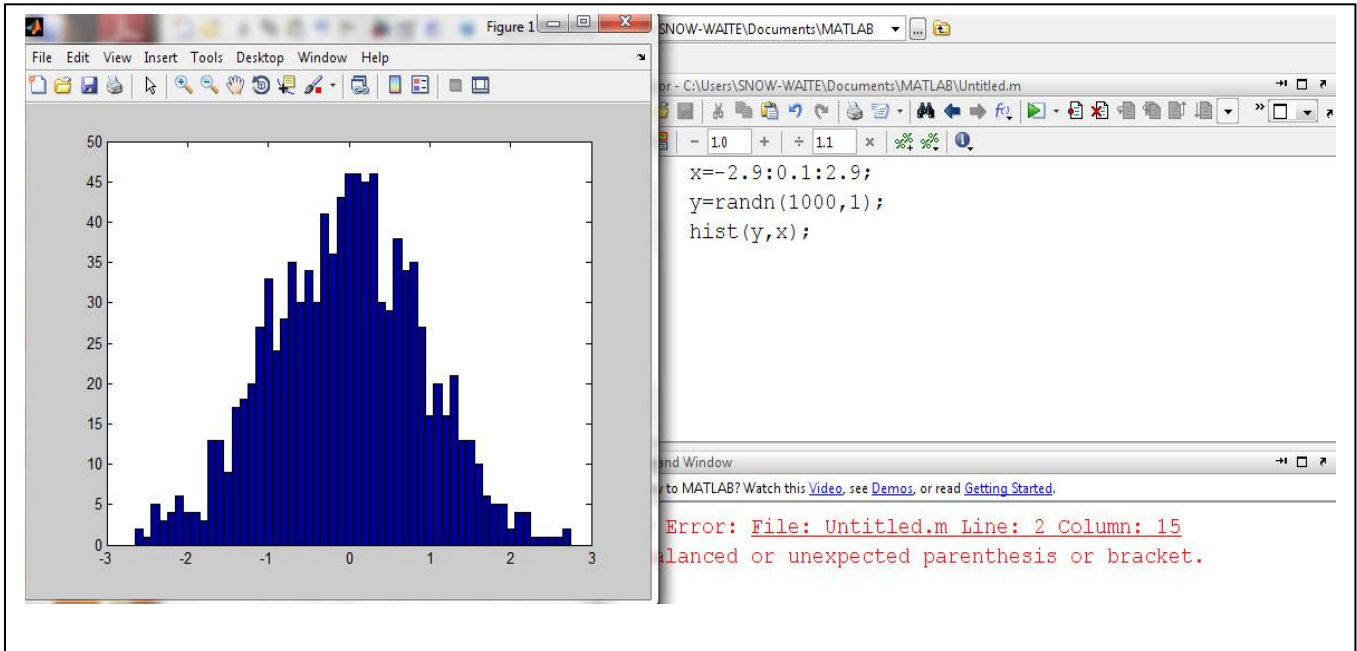 Figure 1
File Edit View Insert Tools Desktop Window Help
50
45
40
35
30
25
20
15
10
5
0
-3 -2 -1 0 1 2 3
SNOW-WAITE\Documents\MATLAB
or - C:\Users\SNOW-WAITE\Documents\MATLAB\Untitled.m
- 1.0 + ÷ 1.1 ×
x=-2.9:0.1:2.9;
y=randn(1000,1);
hist(y,x);
and Window
to MATLAB? Watch this Video, see Demos, or read Getting Started.
Error: File: Untitled.m Line: 2 Column: 15
alanced or unexpected parenthesis or bracket.